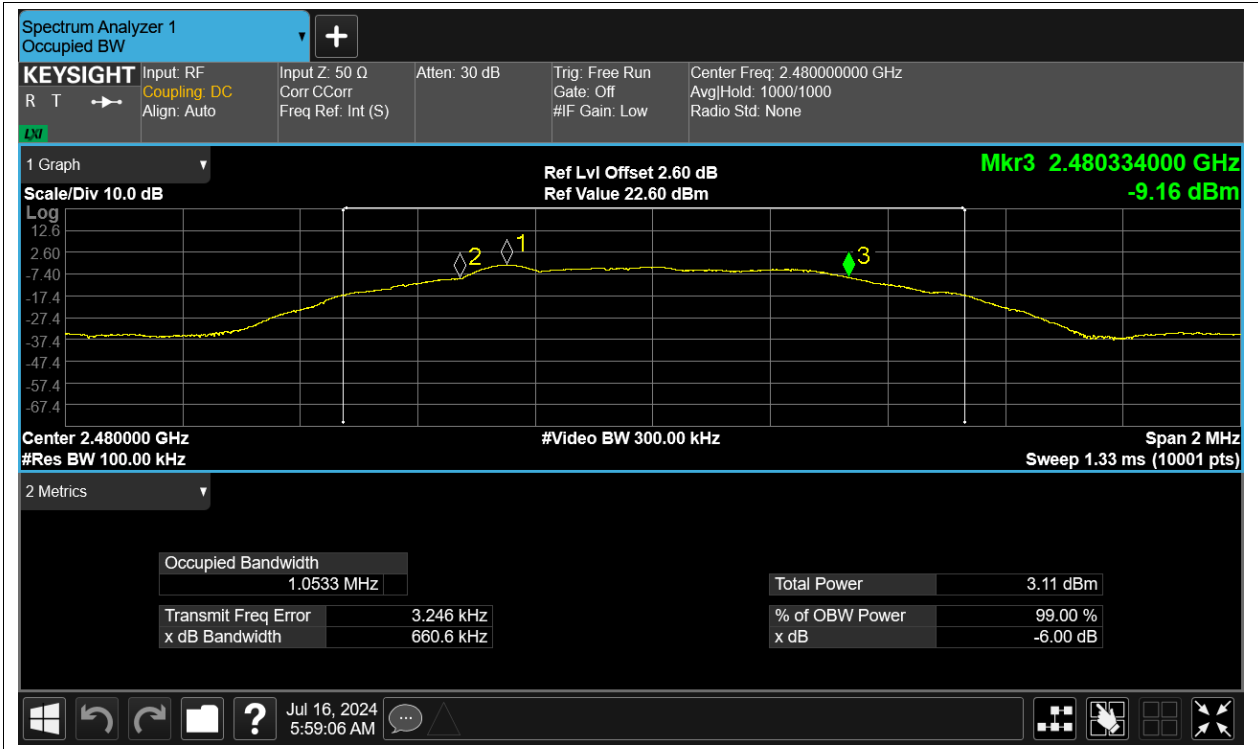 Spectrum Analyzer 1
Occupied BW
KEYSIGHT
R T
LXI
Input: RF
Coupling: DC
Align: Auto
Input Z: 50 Ω
Corr CCorr
Freq Ref: Int (S)
Atten: 30 dB
Trig: Free Run
Gate: Off
#IF Gain: Low
Center Freq: 2.480000000 GHz
Avg|Hold: 1000/1000
Radio Std: None
1 Graph
Scale/Div 10.0 dB
Ref Lvl Offset 2.60 dB
Ref Value 22.60 dBm
Mkr3 2.480334000 GHz
-9.16 dBm
Log
12.6
2.60
-7.40
-17.4
-27.4
-37.4
-47.4
-57.4
-67.4
2
1
3
Center 2.480000 GHz
#Res BW 100.00 kHz
#Video BW 300.00 kHz
Span 2 MHz
Sweep 1.33 ms (10001 pts)
2 Metrics
Occupied Bandwidth
1.0533 MHz
Transmit Freq Error 3.246 kHz
x dB Bandwidth 660.6 kHz
Total Power 3.11 dBm
% of OBW Power 99.00 %
x dB -6.00 dB
?
Jul 16, 2024
5:59:06 AM